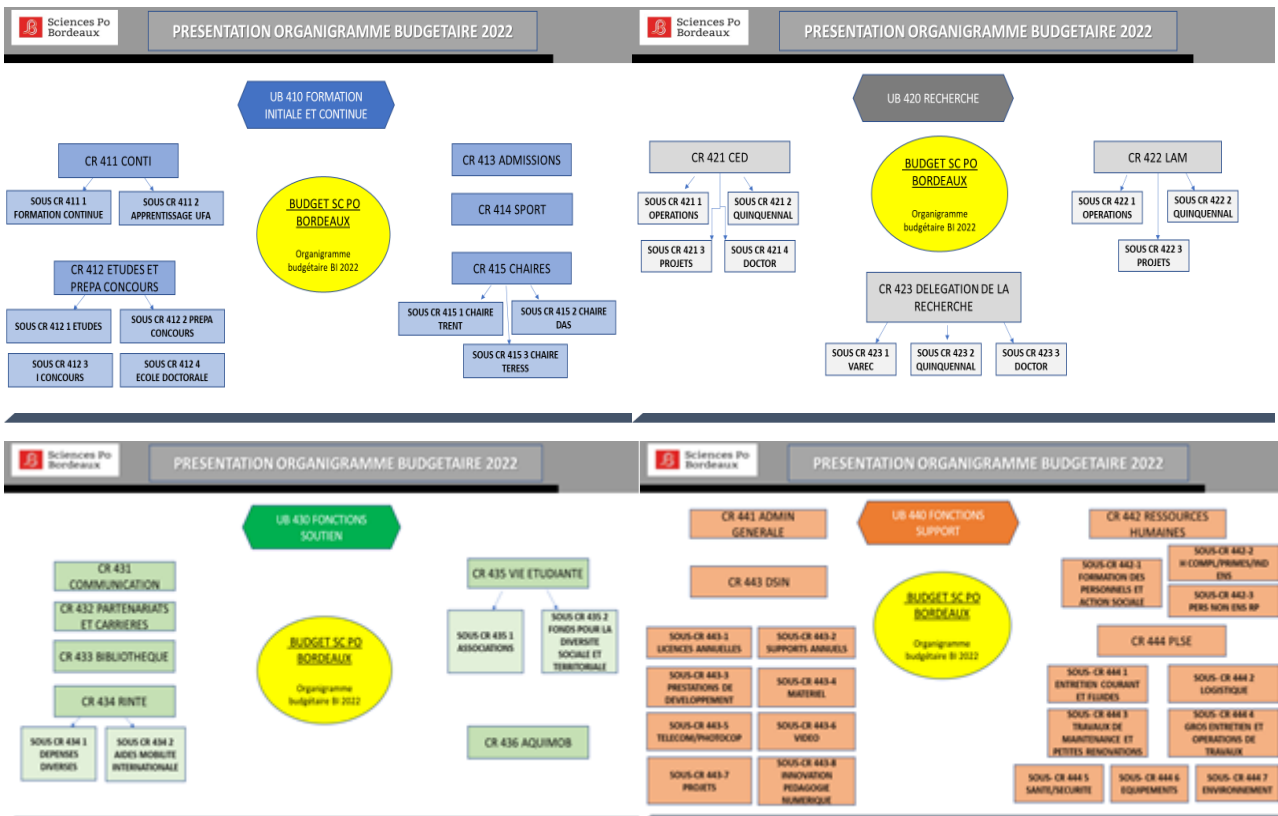 Sciences Po
Bordeaux
PRESENTATION ORGANIGRAMME BUDGETAIRE 2022
UB 410 FORMATION
INITIALE ET CONTINUE
CR 411 CONTI
SOUS CR 411 1
FORMATION CONTINUE
SOUS CR 411 2
APPRENTISSAGE UFA
CR 412 ETUDES ET
PREPA CONCOURS
SOUS CR 412 1 ETUDES
SOUS CR 412 2 PREPA
CONCOURS
SOUS CR 412 3
I CONCOURS
SOUS CR 412 4
ECOLE DOCTORALE
BUDGET SC PO
BORDEAUX
Organigramme
budgétaire BI 2022
CR 413 ADMISSIONS
CR 414 SPORT
CR 415 CHAIRES
SOUS CR 415 1 CHAIRE
TRENT
SOUS CR 415 2 CHAIRE
DAS
SOUS CR 415 3 CHAIRE
TERESS
Sciences Po
Bordeaux
PRESENTATION ORGANIGRAMME BUDGETAIRE 2022
UB 420 RECHERCHE
CR 421 CED
SOUS CR 421 1
OPERATIONS
SOUS CR 421 2
QUINQUENNAL
SOUS CR 421 3
PROJETS
SOUS CR 421 4
DOCTOR
BUDGET SC PO
BORDEAUX
Organigramme
budgétaire BI 2022
CR 422 LAM
SOUS CR 422 1
OPERATIONS
SOUS CR 422 2
QUINQUENNAL
SOUS CR 422 3
PROJETS
CR 423 DELEGATION DE LA
RECHERCHE
SOUS CR 423 1
VAREC
SOUS CR 423 2
QUINQUENNAL
SOUS CR 423 3
DOCTOR
Sciences Po
Bordeaux
PRESENTATION ORGANIGRAMME BUDGETAIRE 2022
UB 430 FONCTIONS
SOUTIEN
CR 431
COMMUNICATION
CR 432 PARTENARIATS
ET CARRIERES
CR 433 BIBLIOTHEQUE
CR 434 RINTE
SOUS CR 434 1
DEPENSES
DIVERSES
SOUS CR 434 2
AIDES MOBILITE
INTERNATIONALE
BUDGET SC PO
BORDEAUX
Organigramme
budgétaire BI 2022
CR 435 VIE ETUDIANTE
SOUS CR 435 1
ASSOCIATIONS
SOUS CR 435 2
FONDS POUR LA
DIVERSITE
SOCIALE ET
TERRITORIALE
CR 436 AQUIMOB
Sciences Po
Bordeaux
PRESENTATION ORGANIGRAMME BUDGETAIRE 2022
UB 440 FONCTIONS
SUPPORT
CR 441 ADMIN
GENERALE
CR 443 DSIN
SOUS-CR 443-1
LICENCES ANNUELLES
SOUS-CR 443-2
SUPPORTS ANNUELS
SOUS-CR 443-3
PRESTATIONS DE
DEVELOPPEMENT
SOUS-CR 443-4
MATERIEL
SOUS-CR 443-5
TELECOM/PHOTOCOP
SOUS-CR 443-6
VIDEO
SOUS-CR 443-7
PROJETS
SOUS-CR 443-8
INNOVATION
PEDAGOGIE
NUMERIQUE
BUDGET SC PO
BORDEAUX
Organigramme
budgétaire BI 2022
CR 442 RESSOURCES
HUMAINES
SOUS-CR 442-1
FORMATION DES
PERSONNELS ET
ACTION SOCIALE
SOUS-CR 442-2
H COMPL/PRIMES/IND
ENS
SOUS-CR 442-3
PERS NON ENS RP
CR 444 PLSE
SOUS-CR 444 1
ENTRETIEN COURANT
ET FLUIDES
SOUS-CR 444 2
LOGISTIQUE
SOUS- CR 444 3
TRAVAUX DE
MAINTENANCE ET
PETITES RENOVATIONS
SOUS- CR 444 4
GROS ENTRETIEN ET
OPERATIONS DE
TRAVAUX
SOUS- CR 444 5
SANTE/SECURITE
SOUS- CR 444 6
EQUIPEMENTS
SOUS- CR 444 7
ENVIRONNEMENT